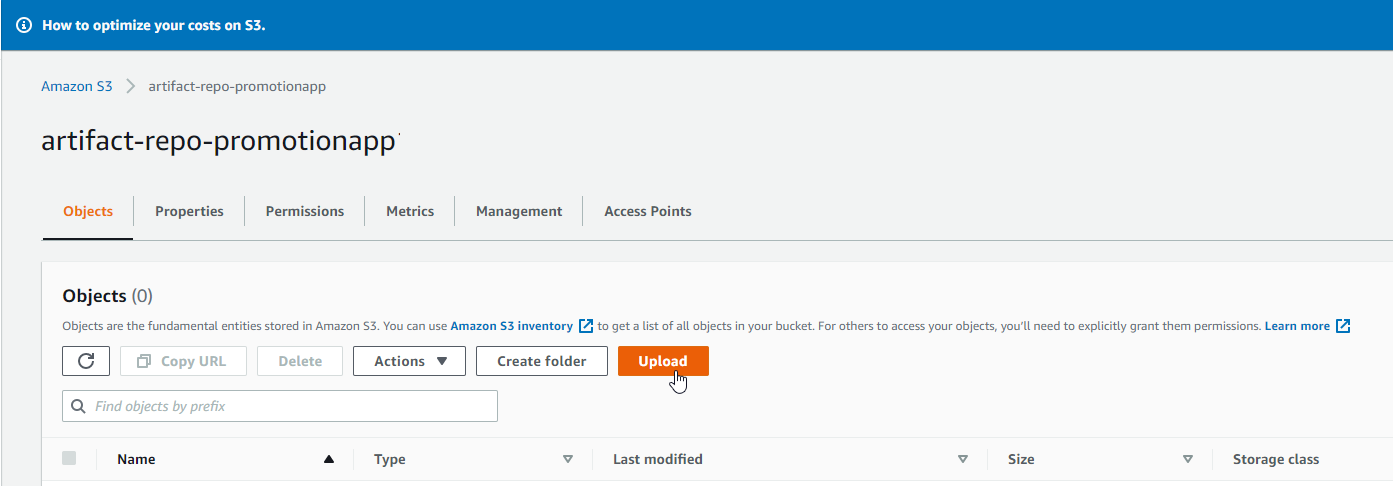 How to optimize your costs on S3.
Amazon S3 artifact-repo-promotionapp
artifact-repo-promotionapp
Objects Properties Permissions Metrics Management Access Points
Objects (0)
Objects are the fundamental entities stored in Amazon S3. You can use Amazon S3 inventory to get a list of all objects in your bucket. For others to access your objects, you'll need to explicitly grant them permissions. Learn more
Copy URL Delete Actions Create folder Upload
Find objects by prefix
Name Type Last modified Size Storage class